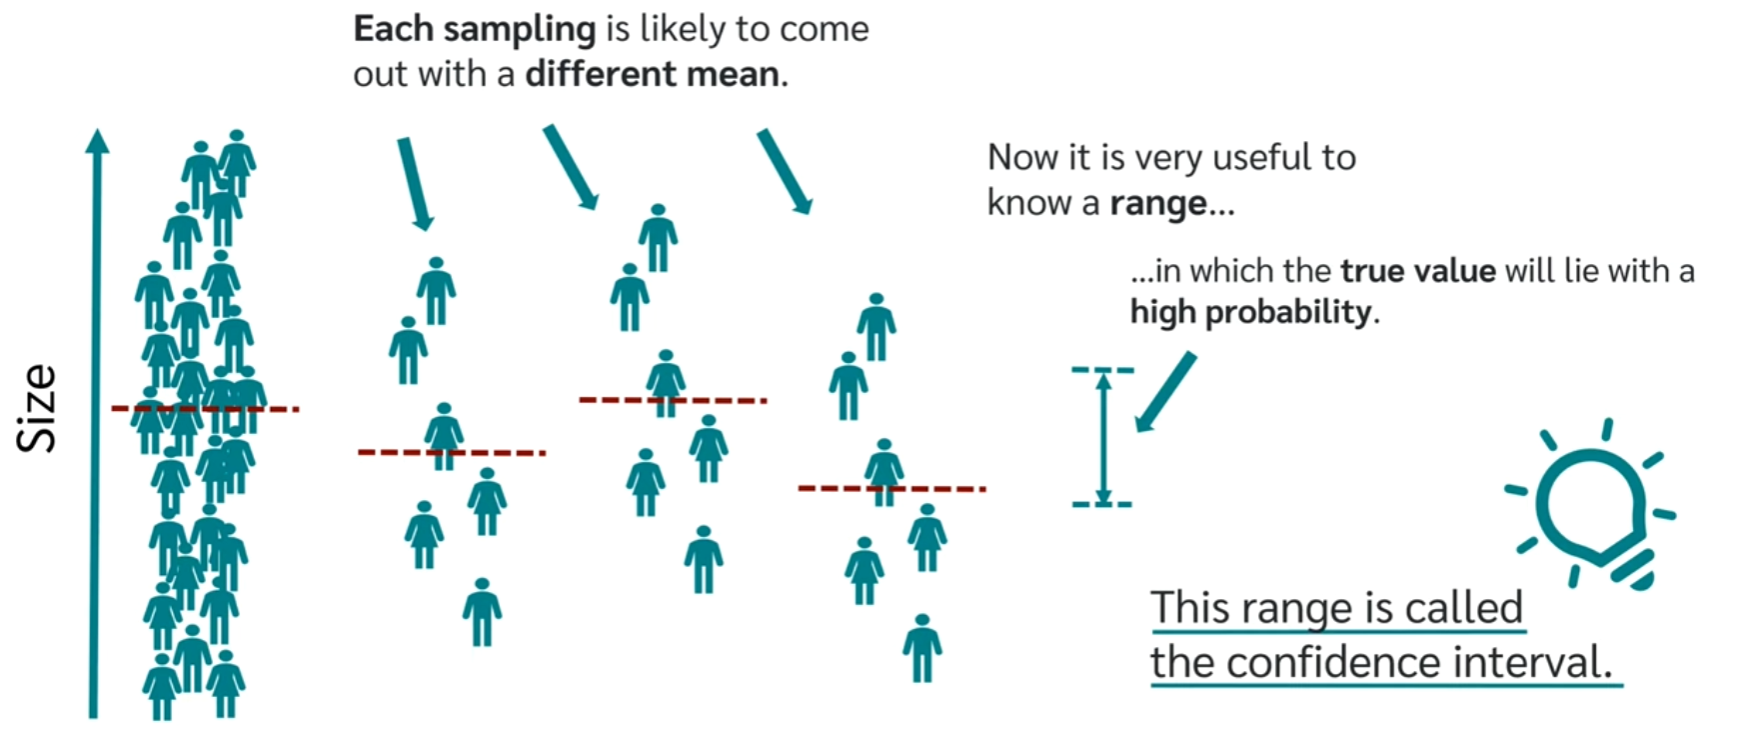 Each sampling is likely to come
out with a different mean.
Now it is very useful to
know a range...
...in which the true value will lie with a
high probability.
Size
This range is called
the confidence interval.